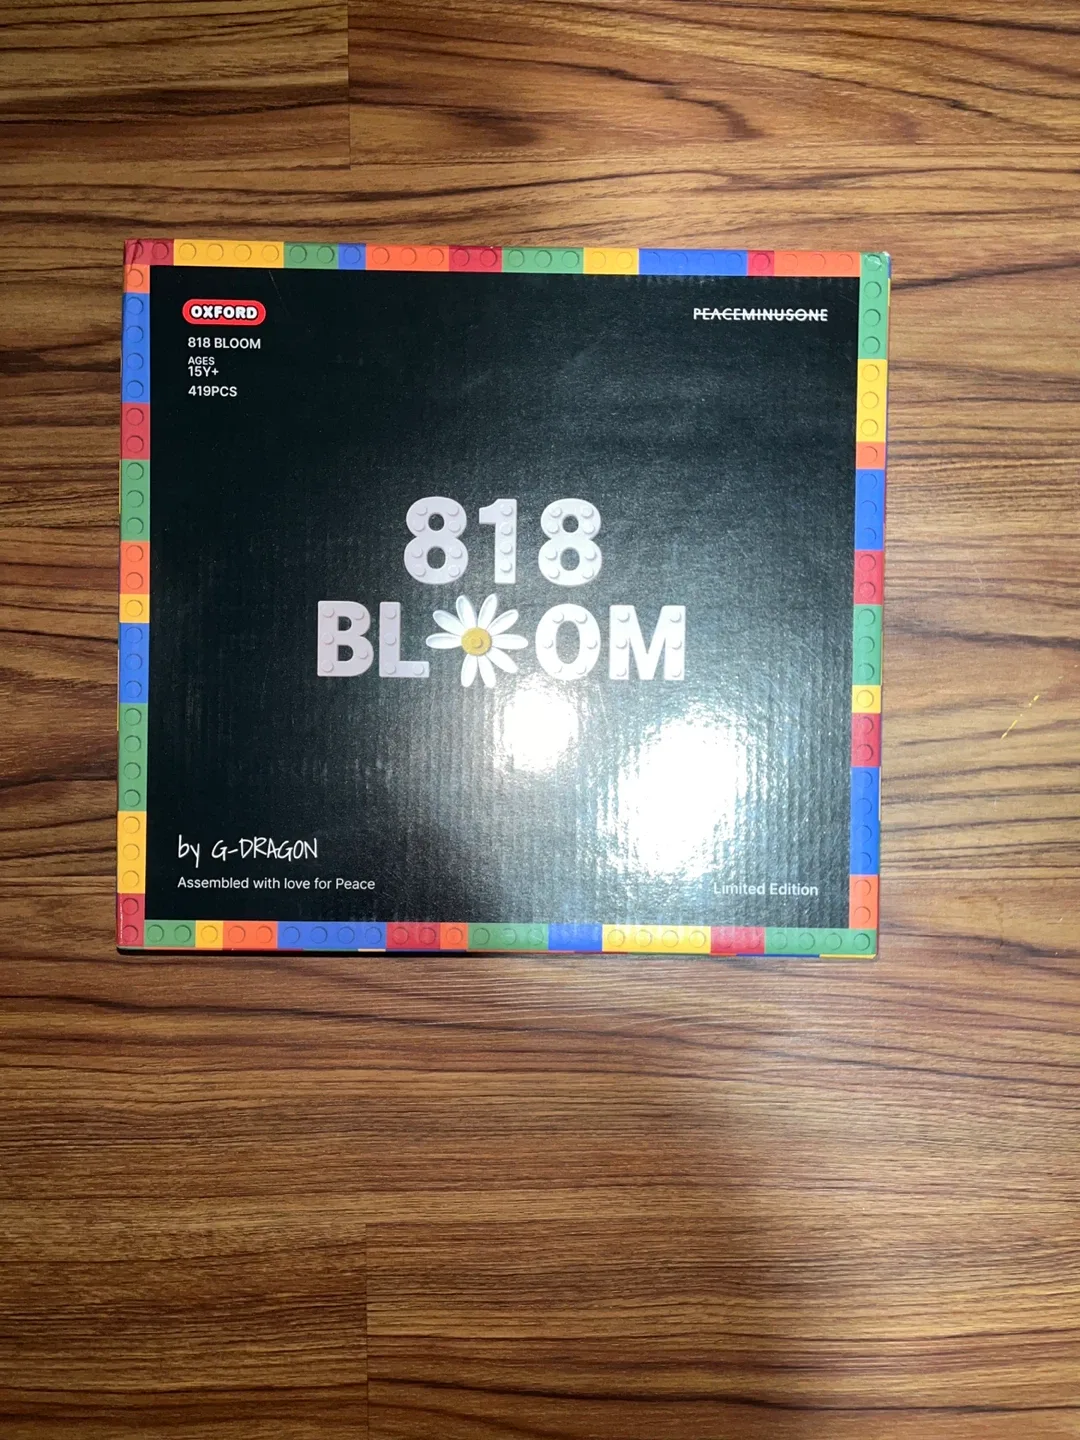 OXFORD
PEACEMINUSONE
818 BLOOM
AGES
15Y+
419PCS
818
BLOOM
by G-DRAGON
Assembled with love for Peace
Limited Edition